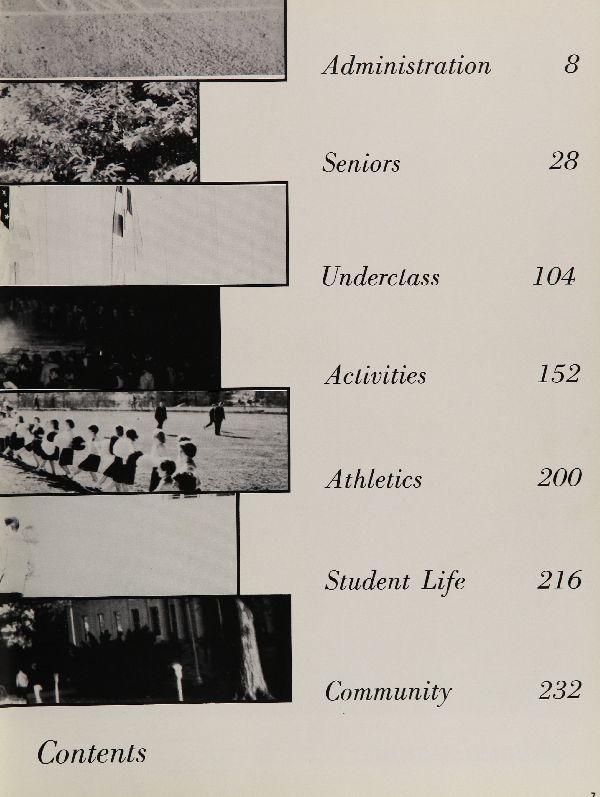 Administration 8
Seniors 28
Underclass 104
Activities 152
Athletics 200
Student Life 216
Community 232
Contents
7